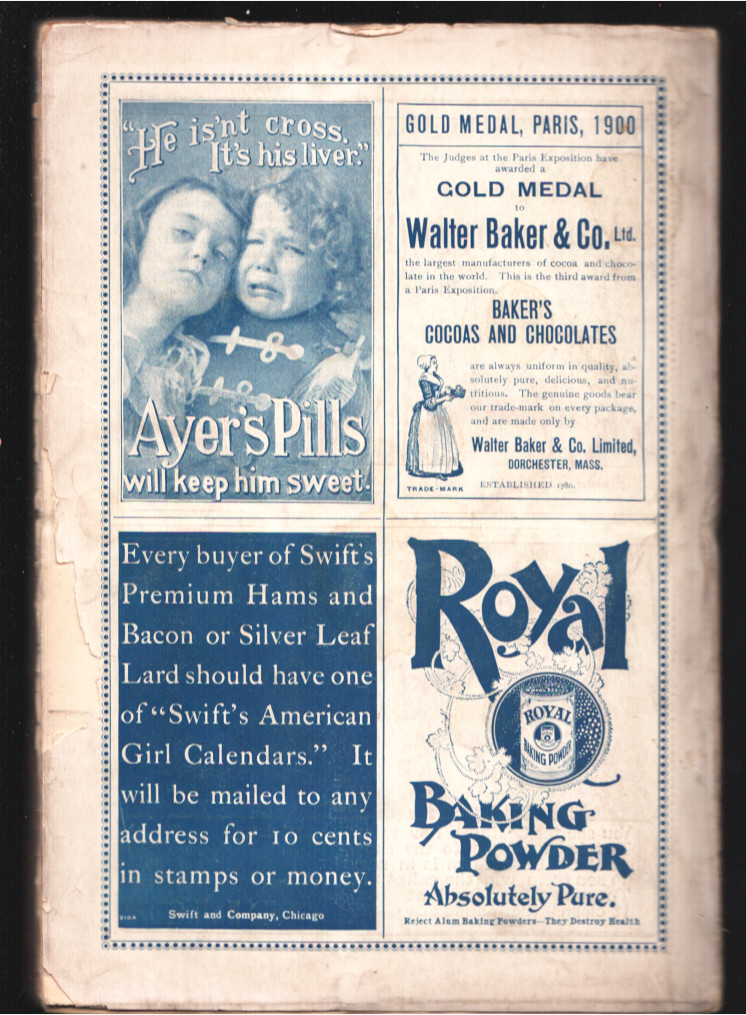 "He is'nt cross.
It's his liver."
Ayer's Pills
will keep him sweet.
GOLD MEDAL, PARIS, 1900
The Judges at the Paris Exposition have
awarded a
GOLD MEDAL
to
Walter Baker & Co. Ltd.
the largest manufacturers of cocoa and choco-
late in the world. This is the third award from
a Paris Exposition.
BAKER'S
COCOAS AND CHOCOLATES
are always uniform in quality, ab-
solutely pure, delicious, and nu-
tritious. The genuine goods bear
our trade-mark on every package,
and are made only by
Walter Baker & Co. Limited,
DORCHESTER, MASS.
TRADE-MARK
ESTABLISHED 1780.
Every buyer of Swift's
Premium Hams and
Bacon or Silver Leaf
Lard should have one
of "Swift's American
Girl Calendars." It
will be mailed to any
address for 10 cents
in stamps or money.
Swift and Company, Chicago
Royal
ROYAL
BAKING POWDER
BAKING
POWDER
Absolutely Pure.
Reject Alum Baking Powders—They Destroy Health